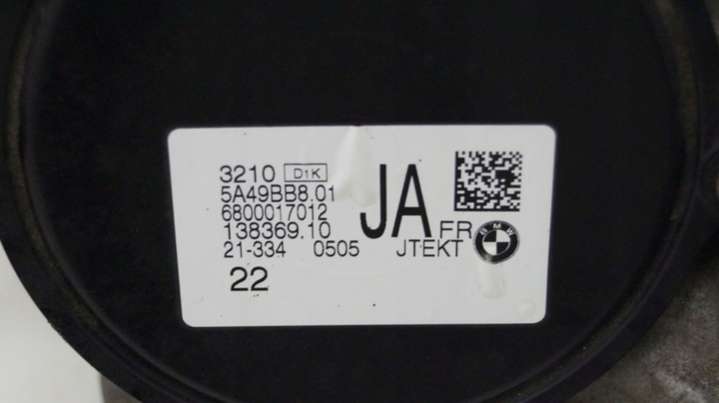 3210 D1K
5A49BB8.01
6800017012
138369.10
21-334 0505
22
JA FR
JTEKT
BMW